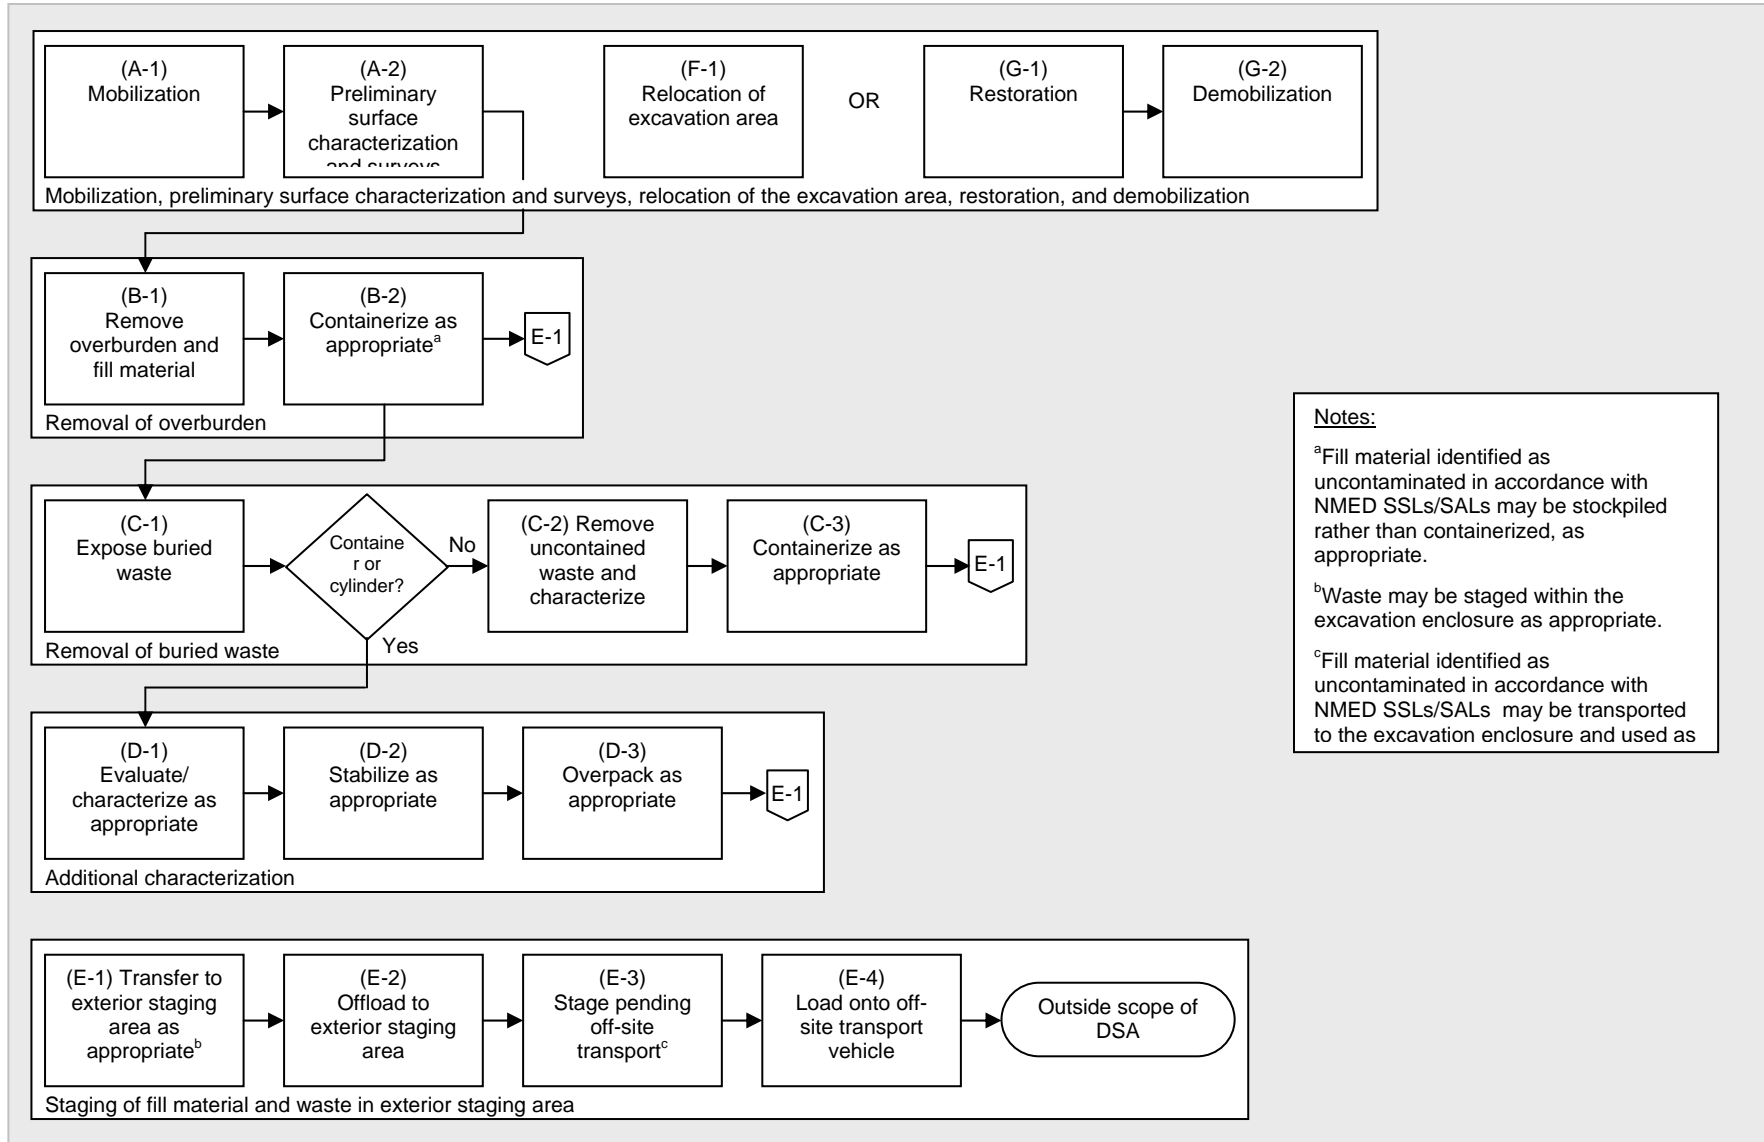 (A-1)
Mobilization
(A-2)
Preliminary
surface
characterization
and surveys
(F-1)
Relocation of
excavation area
OR
(G-1)
Restoration
(G-2)
Demobilization
Mobilization, preliminary surface characterization and surveys, relocation of the excavation area, restoration, and demobilization
(B-1)
Remove
overburden and
fill material
(B-2)
Containerize as
appropriateᵃ
E-1
Removal of overburden
(C-1)
Expose buried
waste
Containe
r or
cylinder?
No
Yes
(C-2) Remove
uncontained
waste and
characterize
(C-3)
Containerize as
appropriate
E-1
Removal of buried waste
(D-1)
Evaluate/
characterize as
appropriate
(D-2)
Stabilize as
appropriate
(D-3)
Overpack as
appropriate
E-1
Additional characterization
(E-1) Transfer to
exterior staging
area as
appropriateᵇ
(E-2)
Offload to
exterior staging
area
(E-3)
Stage pending
off-site
transportᶜ
(E-4)
Load onto off-
site transport
vehicle
Outside scope of
DSA
Staging of fill material and waste in exterior staging area
Notes:
ᵃFill material identified as
uncontaminated in accordance with
NMED SSLs/SALs may be stockpiled
rather than containerized, as
appropriate.
ᵇWaste may be staged within the
excavation enclosure as appropriate.
ᶜFill material identified as
uncontaminated in accordance with
NMED SSLs/SALs may be transported
to the excavation enclosure and used as